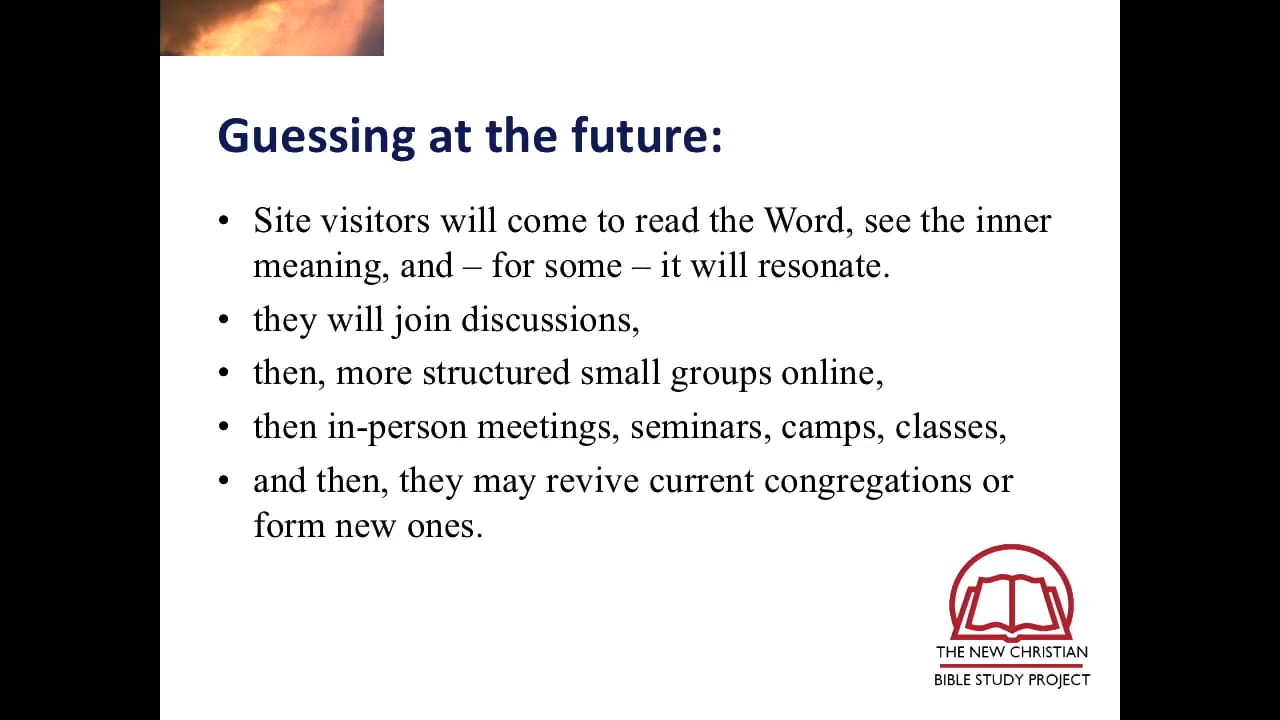 Guessing at the future:
• Site visitors will come to read the Word, see the inner
meaning, and – for some – it will resonate.
• they will join discussions,
• then, more structured small groups online,
• then in-person meetings, seminars, camps, classes,
• and then, they may revive current congregations or
form new ones.
THE NEW CHRISTIAN
BIBLE STUDY PROJECT